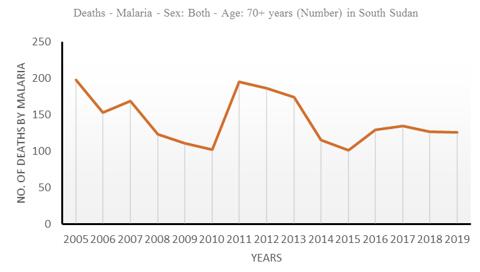 Deaths - Malaria - Sex: Both - Age: 70+ years (Number) in South Sudan
250
200
150
100
50
0
NO. OF DEATHS BY MALARIA
2005 2006 2007 2008 2009 2010 2011 2012 2013 2014 2015 2016 2017 2018 2019
YEARS